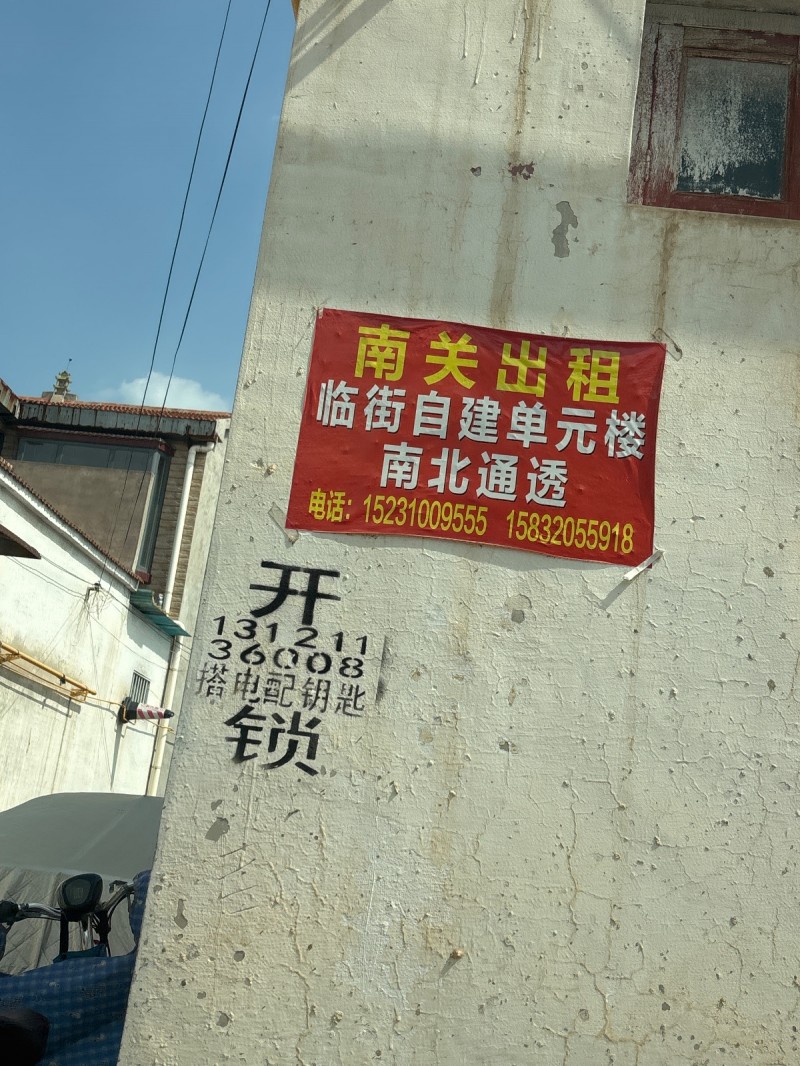 南关出租
临街自建单元楼
南北通透
电话：15231009555 15832055918
开
131211
36008
搭电配钥匙
锁